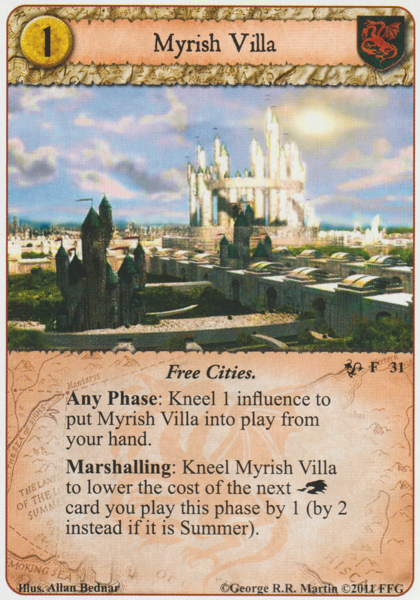 1
Myrish Villa
Free Cities.
F 31
Any Phase: Kneel 1 influence to
put Myrish Villa into play from
your hand.
Marshalling: Kneel Myrish Villa
to lower the cost of the next
card you play this phase by 1 (by 2
instead if it is Summer).
Illus. Allan Bednar
©George R.R. Martin ©2011 FFG